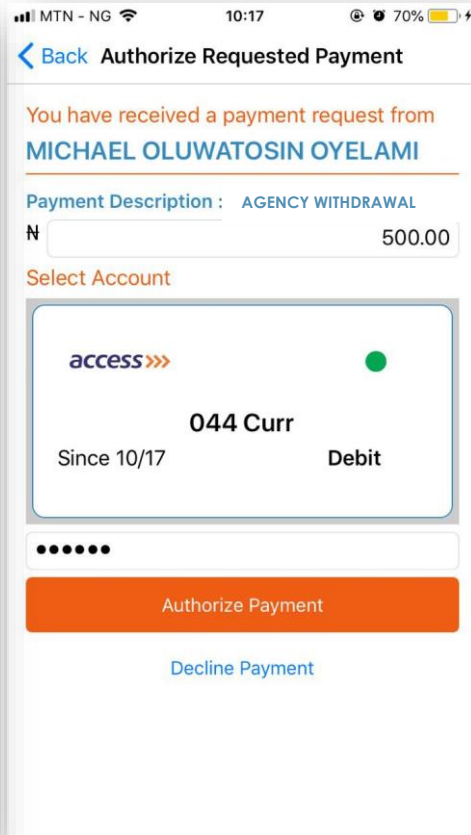 MTN - NG 10:17 70%
Back Authorize Requested Payment
You have received a payment request from
MICHAEL OLUWATOSIN OYELAMI
Payment Description : AGENCY WITHDRAWAL
₦ 500.00
Select Account
access>>>
044 Curr
Since 10/17 Debit
••••••
Authorize Payment
Decline Payment